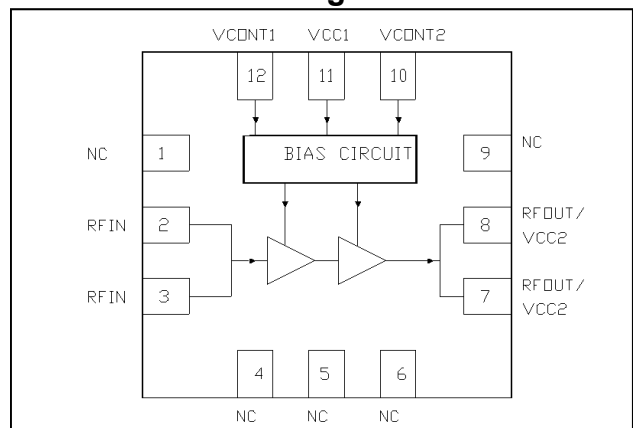 VCONT1 VCC1 VCONT2
12 11 10
NC 1 BIAS CIRCUIT 9 NC
RFIN 2 8 RFOUT/
VCC2
RFIN 3 7 RFOUT/
VCC2
4 5 6
NC NC NC